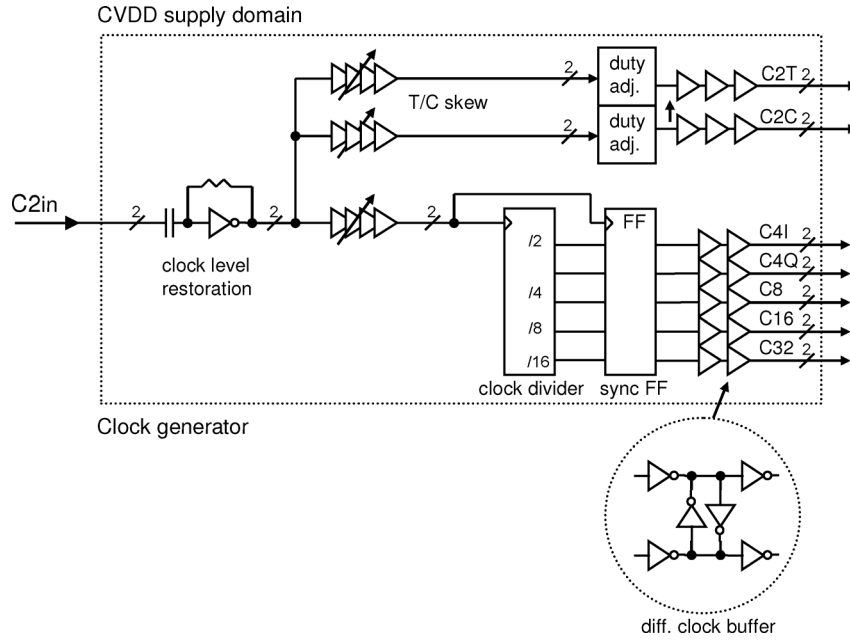 CVDD supply domain
2
2
duty
adj.
C2T
2
T/C skew
2
duty
adj.
C2C
2
C2in
2
2
2
clock level
restoration
/2
/4
/8
/16
FF
C4I
2
C4Q
2
C8
2
C16
2
C32
2
clock divider
sync FF
Clock generator
diff. clock buffer